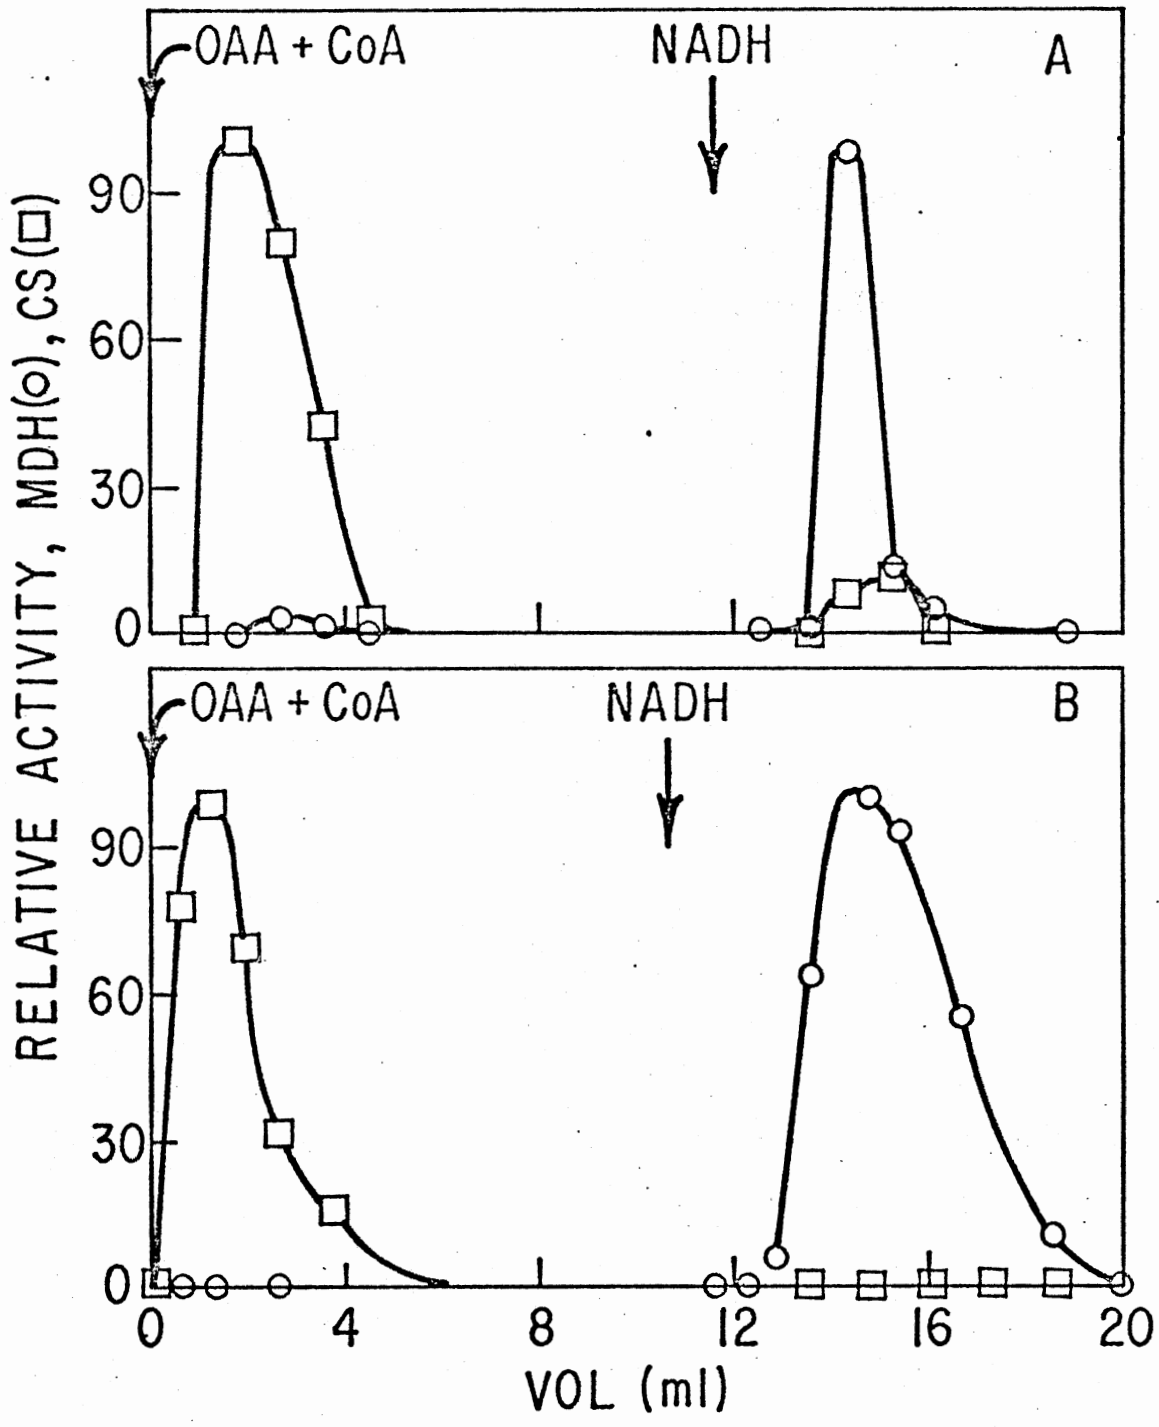 OAA + CoA
NADH
A
90
60
30
0
RELATIVE ACTIVITY, MDH(○), CS(□)
OAA + CoA
NADH
B
90
60
30
0
0 4 8 12 16 20
VOL (ml)